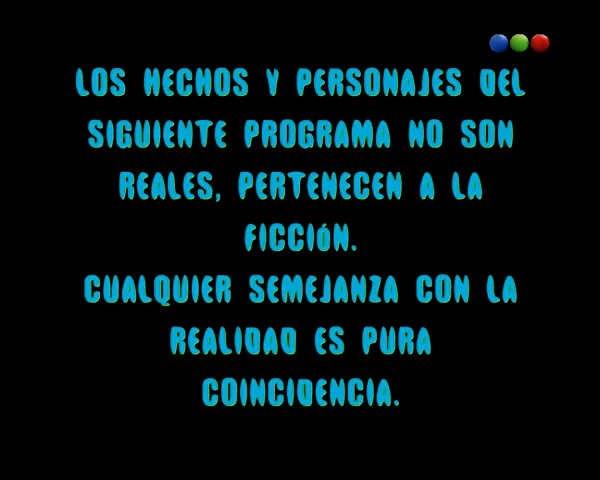 LOS HECHOS Y PERSONAJES DEL
SIGUIENTE PROGRAMA NO SON
REALES, PERTENECEN A LA
FICCIÓN.
CUALQUIER SEMEJANZA CON LA
REALIDAD ES PURA
COINCIDENCIA.